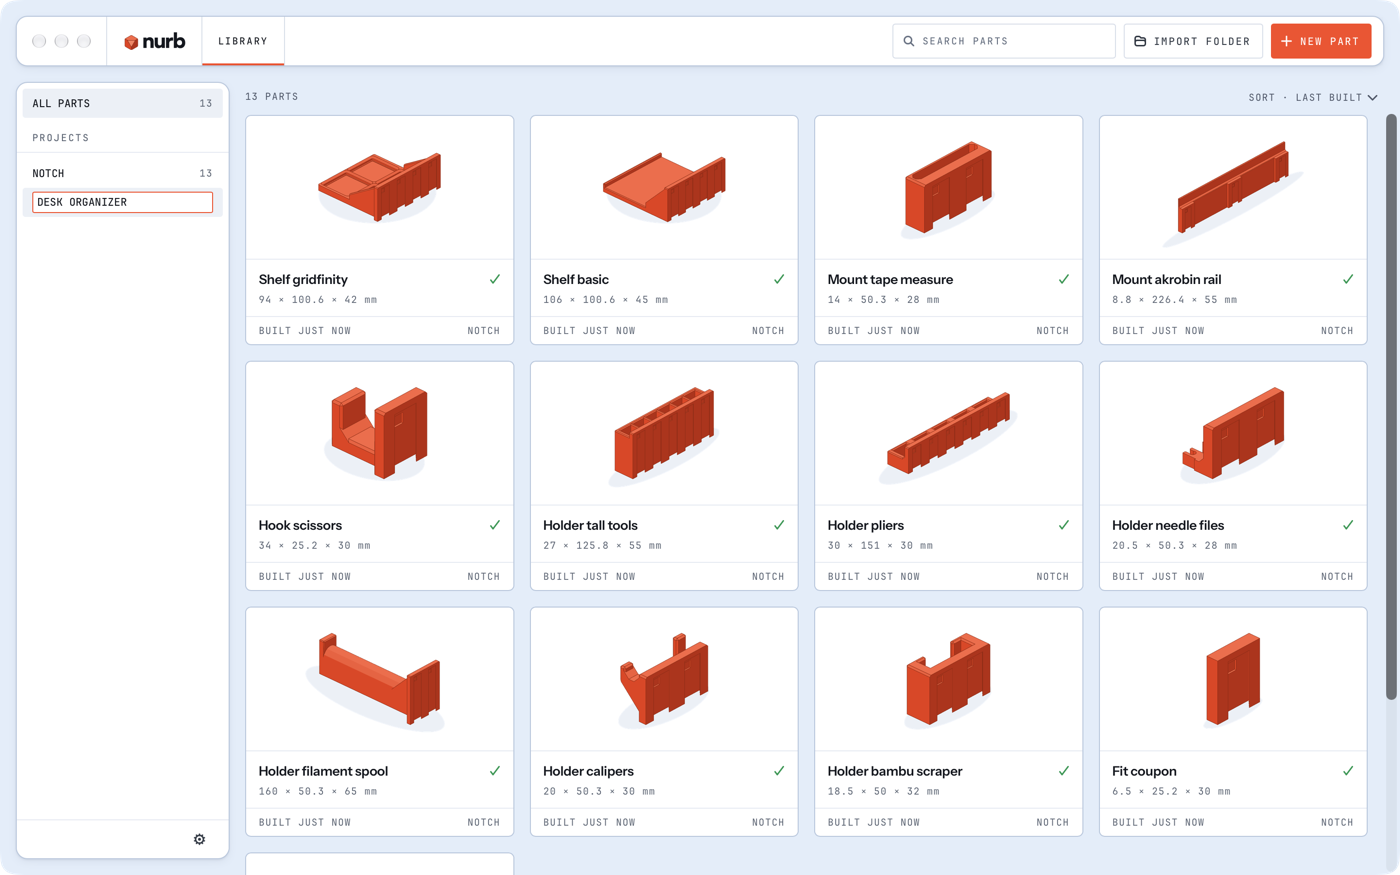 nurb
LIBRARY
SEARCH PARTS
IMPORT FOLDER
NEW PART
ALL PARTS 13
PROJECTS
NOTCH 13
DESK ORGANIZER
13 PARTS
SORT · LAST BUILT
Shelf gridfinity
94 × 100.6 × 42 mm
BUILT JUST NOW NOTCH
Shelf basic
106 × 100.6 × 45 mm
BUILT JUST NOW NOTCH
Mount tape measure
14 × 50.3 × 28 mm
BUILT JUST NOW NOTCH
Mount akrobin rail
8.8 × 226.4 × 55 mm
BUILT JUST NOW NOTCH
Hook scissors
34 × 25.2 × 30 mm
BUILT JUST NOW NOTCH
Holder tall tools
27 × 125.8 × 55 mm
BUILT JUST NOW NOTCH
Holder pliers
30 × 151 × 30 mm
BUILT JUST NOW NOTCH
Holder needle files
20.5 × 50.3 × 28 mm
BUILT JUST NOW NOTCH
Holder filament spool
160 × 50.3 × 65 mm
BUILT JUST NOW NOTCH
Holder calipers
20 × 50.3 × 30 mm
BUILT JUST NOW NOTCH
Holder bambu scraper
18.5 × 50 × 32 mm
BUILT JUST NOW NOTCH
Fit coupon
6.5 × 25.2 × 30 mm
BUILT JUST NOW NOTCH